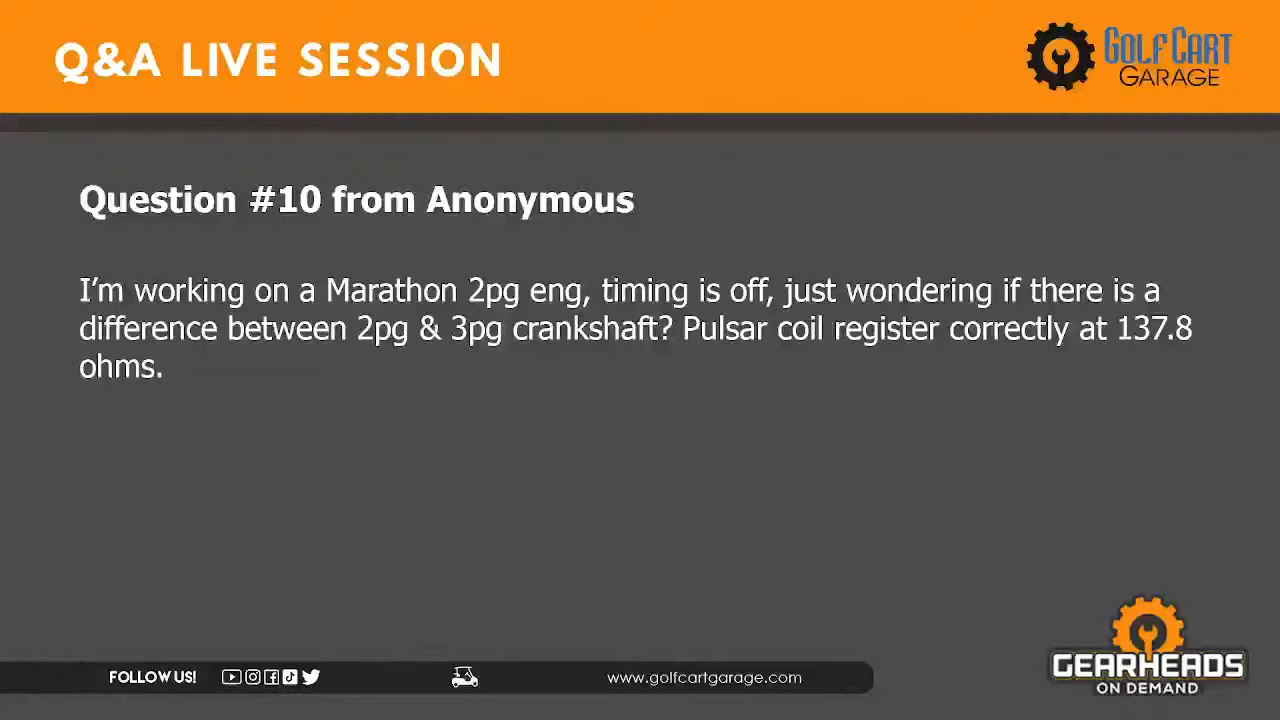 Q&A LIVE SESSION
GOLF CART
GARAGE
Question #10 from Anonymous
I'm working on a Marathon 2pg eng, timing is off, just wondering if there is a
difference between 2pg & 3pg crankshaft? Pulsar coil register correctly at 137.8
ohms.
FOLLOW US!
www.golfcartgarage.com
GEARHEADS
ON DEMAND